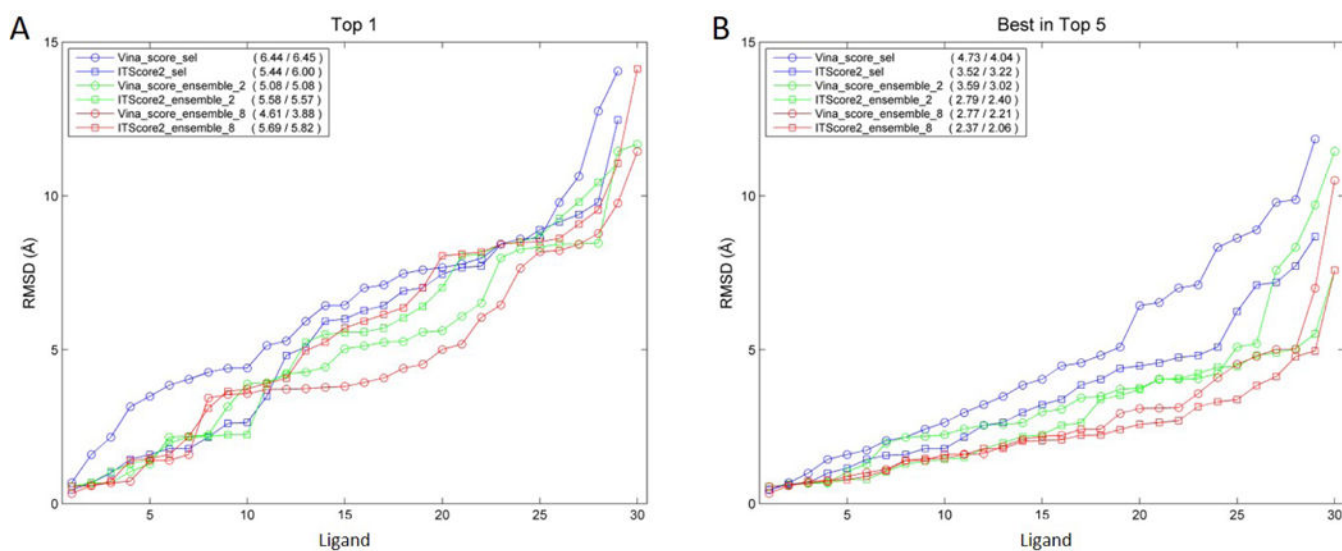 A
Top 1
Vina_score_sel ( 6.44 / 6.45)
ITScore2_sel ( 5.44 / 6.00)
Vina_score_ensemble_2 ( 5.08 / 5.08)
ITScore2_ensemble_2 ( 5.58 / 5.57)
Vina_score_ensemble_8 ( 4.61 / 3.88)
ITScore2_ensemble_8 ( 5.69 / 5.82)
15
10
5
0
RMSD (Å)
5 10 15 20 25 30
Ligand
B
Best in Top 5
Vina_score_sel ( 4.73 / 4.04)
ITScore2_sel ( 3.52 / 3.22)
Vina_score_ensemble_2 ( 3.59 / 3.02)
ITScore2_ensemble_2 ( 2.79 / 2.40)
Vina_score_ensemble_8 ( 2.77 / 2.21)
ITScore2_ensemble_8 ( 2.37 / 2.06)
15
10
5
0
RMSD (Å)
5 10 15 20 25 30
Ligand